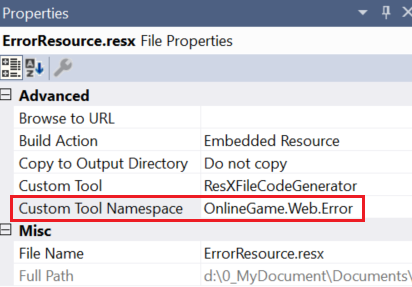 Properties
ErrorResource.resx File Properties
Advanced
Browse to URL
Build Action Embedded Resource
Copy to Output Directory Do not copy
Custom Tool ResXFileCodeGenerator
Custom Tool Namespace OnlineGame.Web.Error
Misc
File Name ErrorResource.resx
Full Path d:\0_MyDocument\Documents\